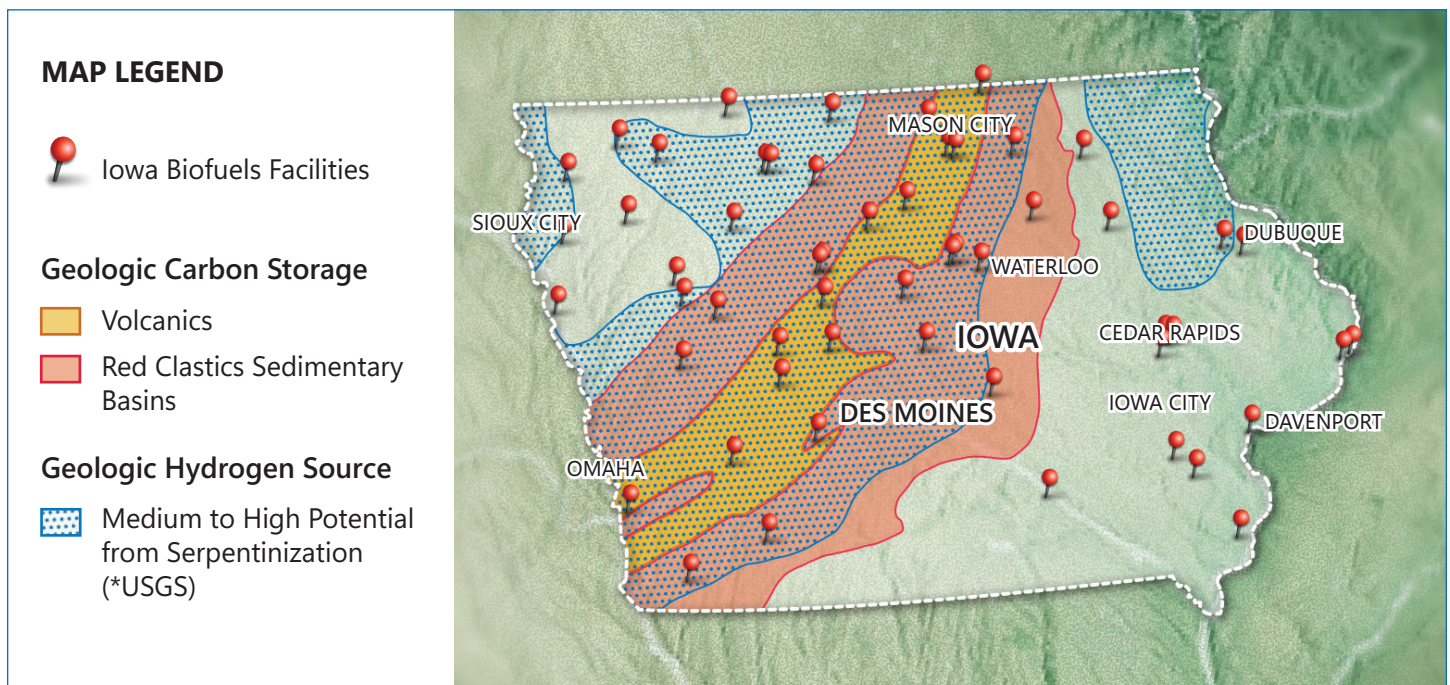 MAP LEGEND
Iowa Biofuels Facilities
Geologic Carbon Storage
Volcanics
Red Clastics Sedimentary
Basins
Geologic Hydrogen Source
Medium to High Potential
from Serpentinization
(*USGS)
MASON CITY
SIOUX CITY
DUBUQUE
WATERLOO
CEDAR RAPIDS
IOWA
IOWA CITY
DES MOINES
DAVENPORT
OMAHA